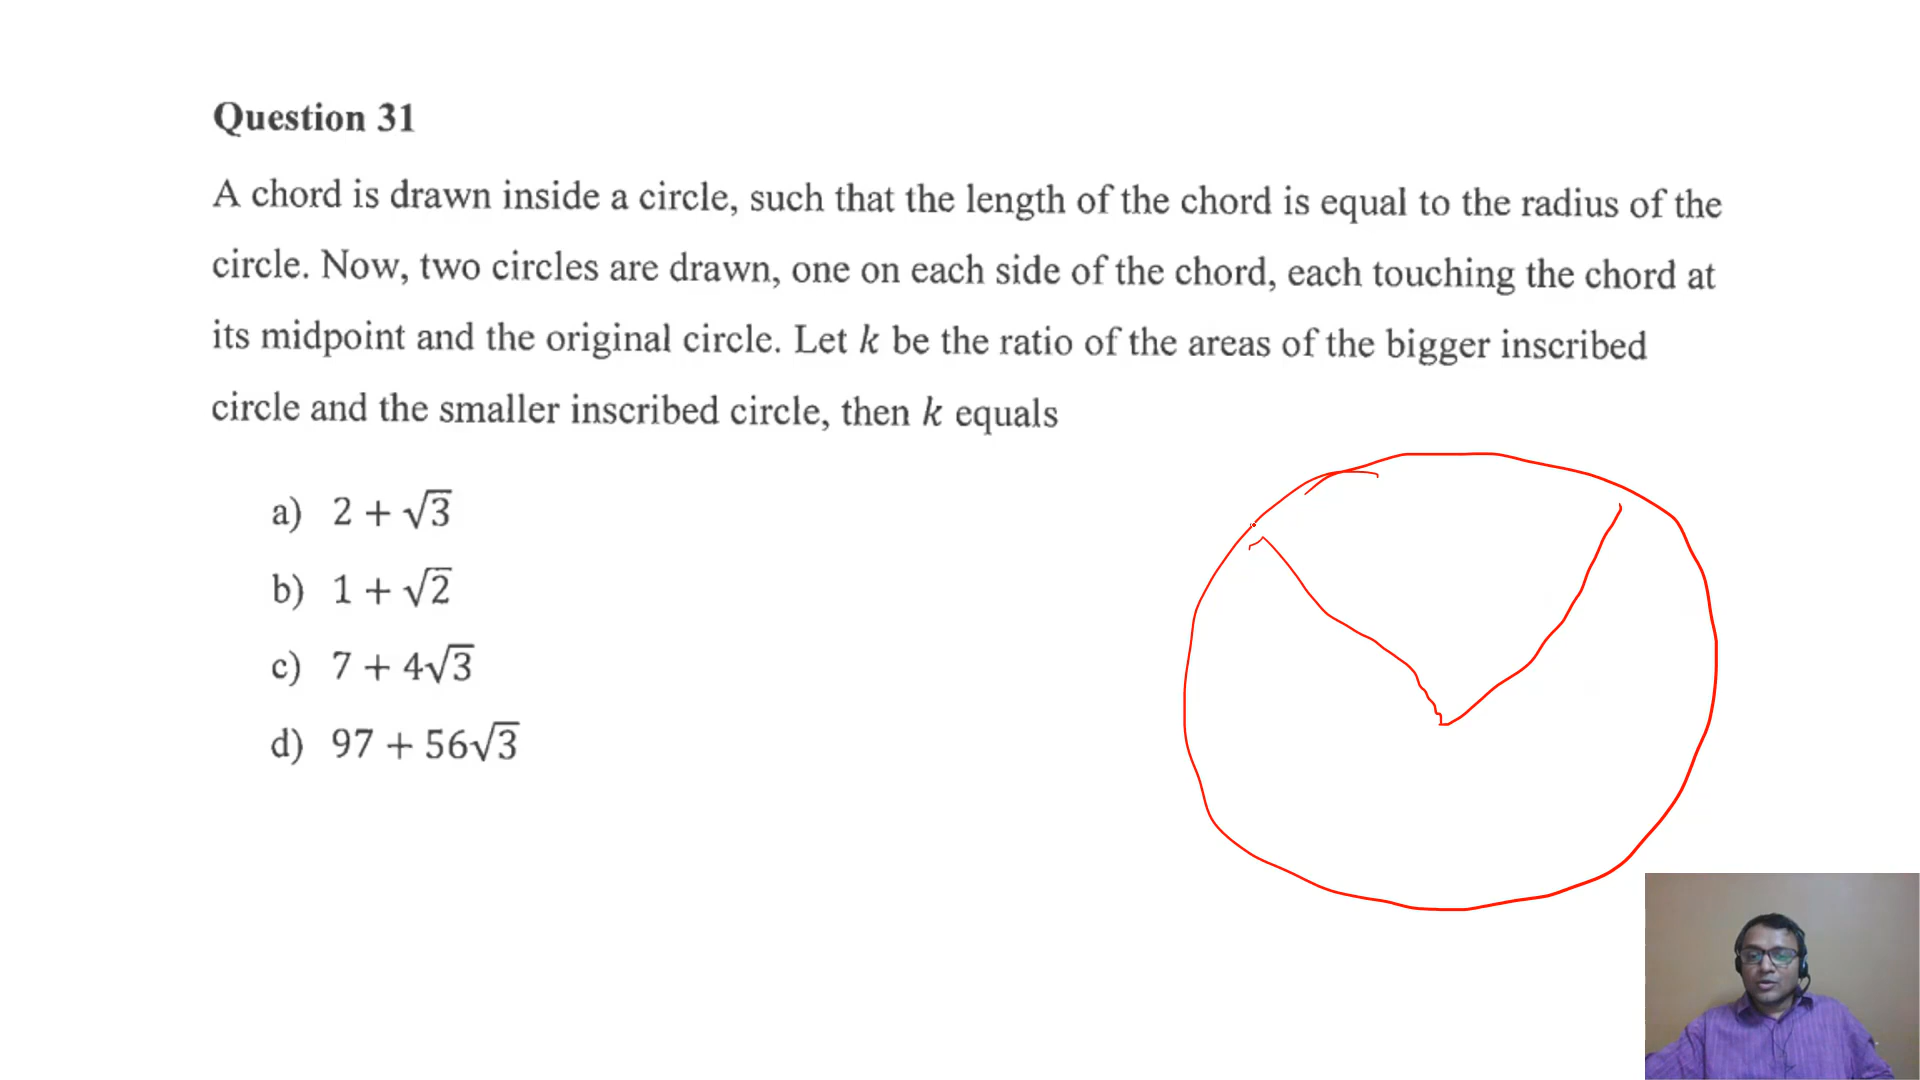 Question 31
A chord is drawn inside a circle, such that the length of the chord is equal to the radius of the
circle. Now, two circles are drawn, one on each side of the chord, each touching the chord at
its midpoint and the original circle. Let k be the ratio of the areas of the bigger inscribed
circle and the smaller inscribed circle, then k equals
a) 2 + √3
b) 1 + √2
c) 7 + 4√3
d) 97 + 56√3